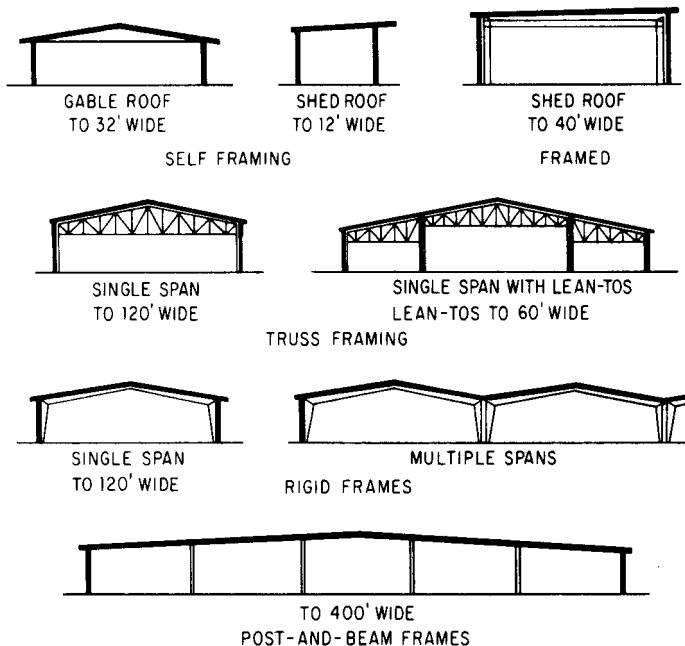 GABLE ROOF
TO 32' WIDE
SHED ROOF
TO 12' WIDE
SHED ROOF
TO 40' WIDE
SELF FRAMING
FRAMED
SINGLE SPAN
TO 120' WIDE
SINGLE SPAN WITH LEAN-TOS
LEAN-TOS TO 60' WIDE
TRUSS FRAMING
SINGLE SPAN
TO 120' WIDE
MULTIPLE SPANS
RIGID FRAMES
TO 400' WIDE
POST-AND-BEAM FRAMES